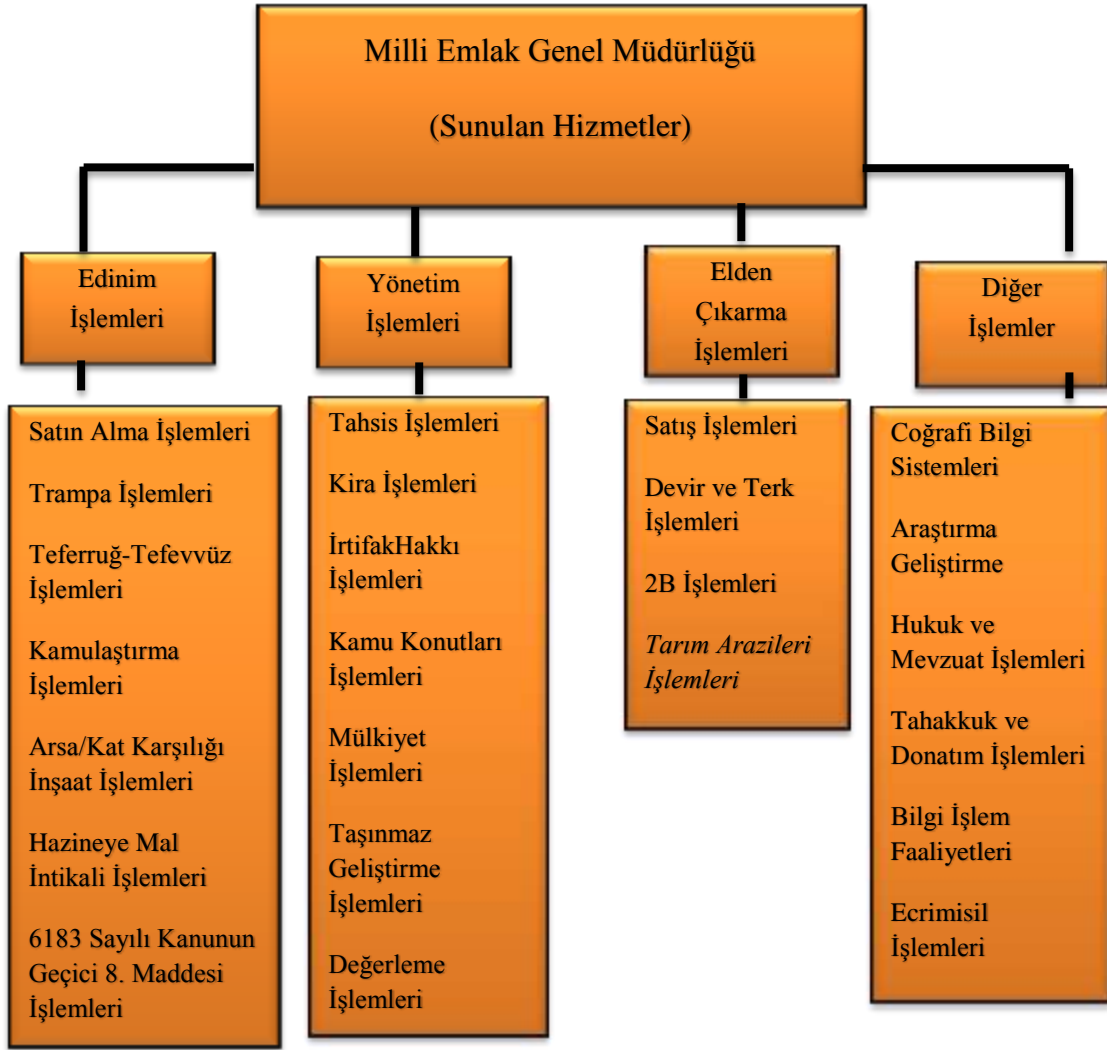 Milli Emlak Genel Müdürlüğü
(Sunulan Hizmetler)
Edinim
İşlemleri
Yönetim
İşlemleri
Elden
Çıkarma
İşlemleri
Diğer
İşlemler
Satın Alma İşlemleri
Trampa İşlemleri
Teferruğ-Tefevvüz
İşlemleri
Kamulaştırma
İşlemleri
Arsa/Kat Karşılığı
İnşaat İşlemleri
Hazineye Mal
İntikali İşlemleri
6183 Sayılı Kanunun
Geçici 8. Maddesi
İşlemleri
Tahsis İşlemleri
Kira İşlemleri
İrtifakHakkı
İşlemleri
Kamu Konutları
İşlemleri
Mülkiyet
İşlemleri
Taşınmaz
Geliştirme
İşlemleri
Değerleme
İşlemleri
Satış İşlemleri
Devir ve Terk
İşlemleri
2B İşlemleri
Tarım Arazileri
İşlemleri
Coğrafi Bilgi
Sistemleri
Araştırma
Geliştirme
Hukuk ve
Mevzuat İşlemleri
Tahakkuk ve
Donatım İşlemleri
Bilgi İşlem
Faaliyetleri
Ecrimisil
İşlemleri